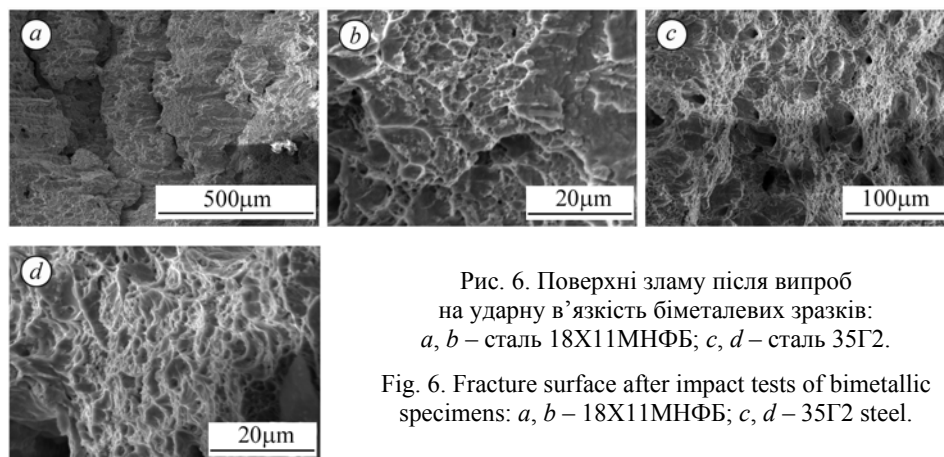 a
500µm
b
20µm
c
100µm
d
20µm
Рис. 6. Поверхні зламу після випроб
на ударну в’язкість біметалевих зразків:
a, b – сталь 18Х11МНФБ; c, d – сталь 35Г2.
Fig. 6. Fracture surface after impact tests of bimetallic
specimens: a, b – 18Х11МНФБ; c, d – 35Г2 steel.